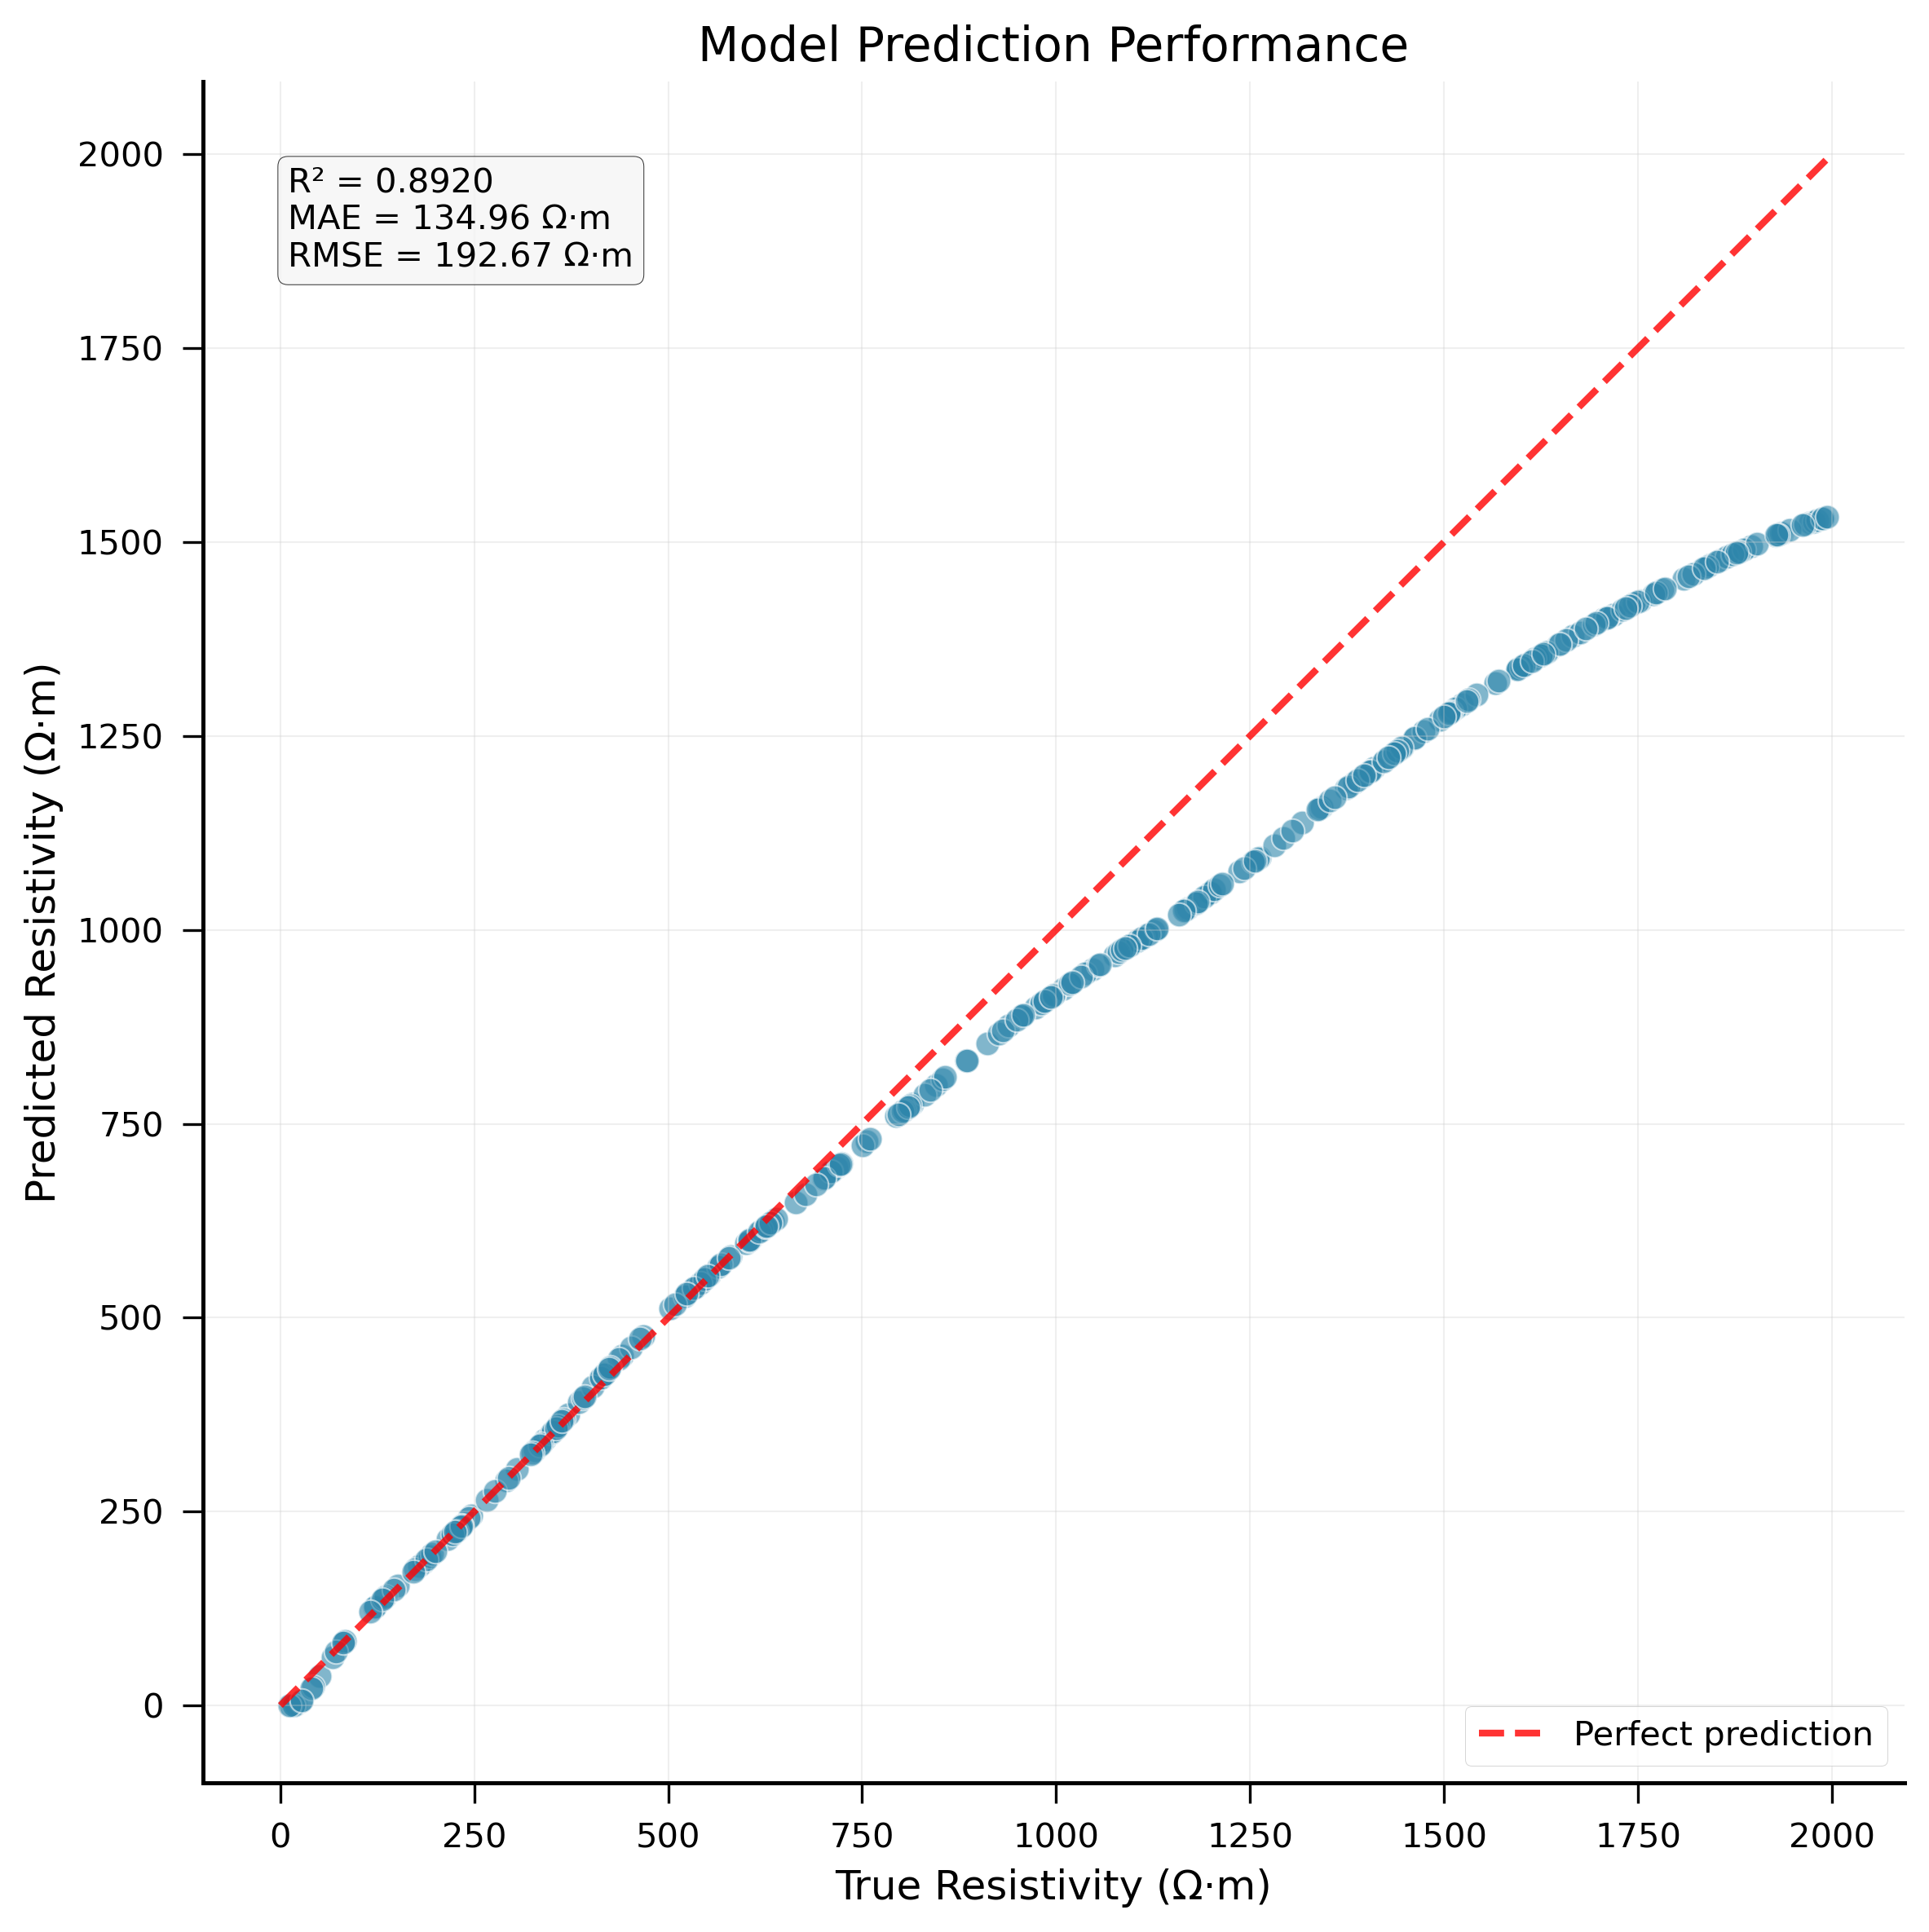 Model Prediction Performance
R² = 0.8920
MAE = 134.96 Ω·m
RMSE = 192.67 Ω·m
2000
1750
1500
1250
1000
750
500
250
0
Predicted Resistivity (Ω·m)
Perfect prediction
0 250 500 750 1000 1250 1500 1750 2000
True Resistivity (Ω·m)